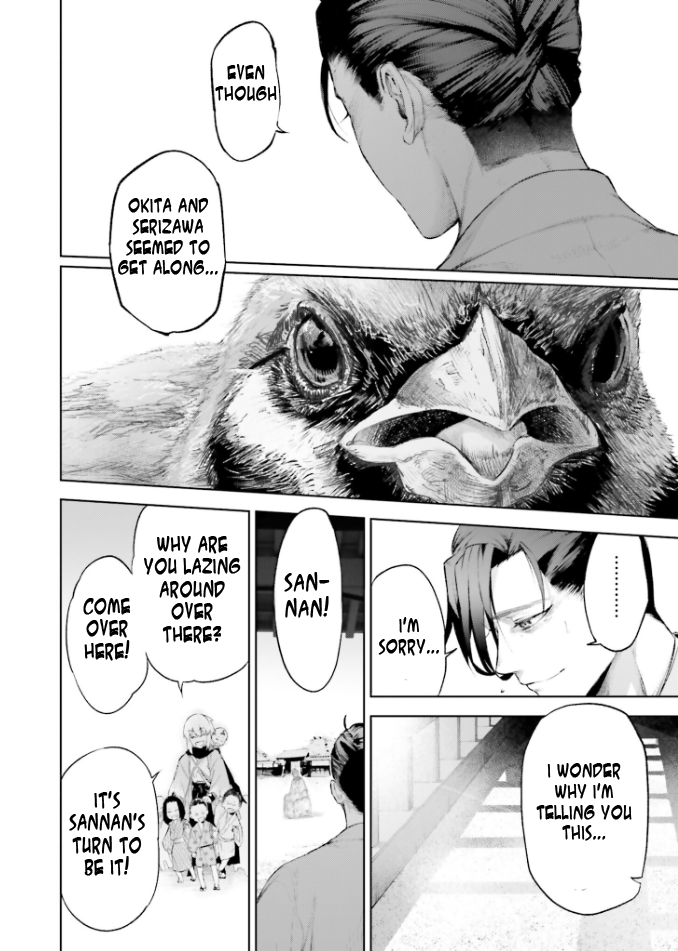 EVEN
THOUGH
OKITA AND
SERIZAWA
SEEMED TO
GET ALONG...
.........
I'M
SORRY...
I WONDER
WHY I'M
TELLING YOU
THIS...
SAN-
NAN!
WHY ARE
YOU LAZING
AROUND
OVER
THERE?
COME
OVER
HERE!
IT'S
SANNAN'S
TURN TO
BE IT!